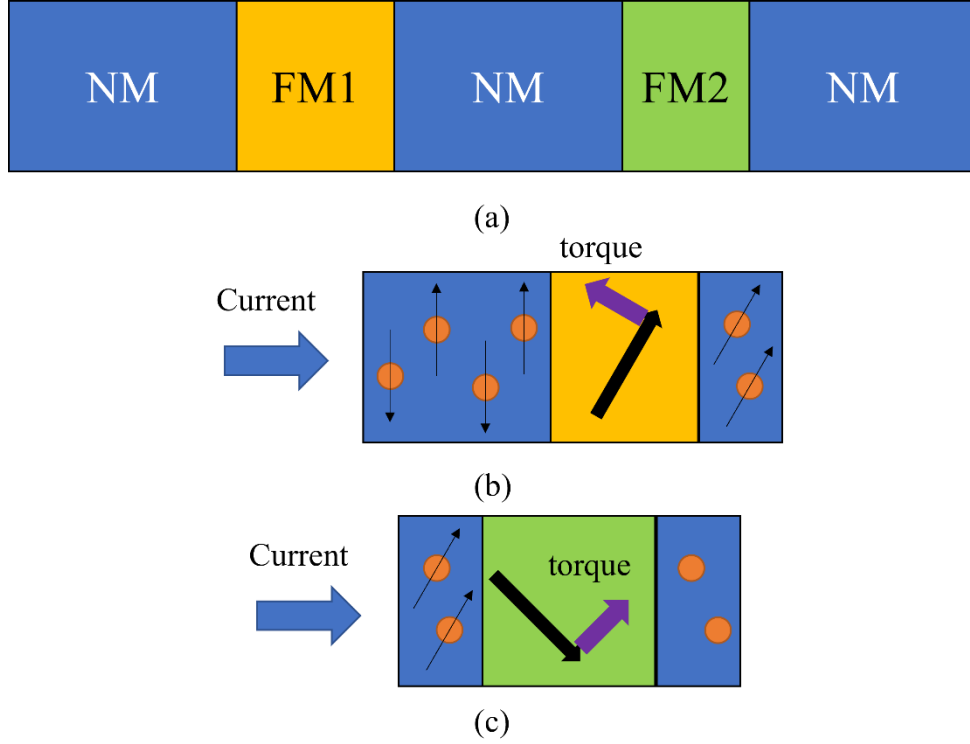 NM FM1 NM FM2 NM
(a)
torque
Current
(b)
Current
torque
(c)